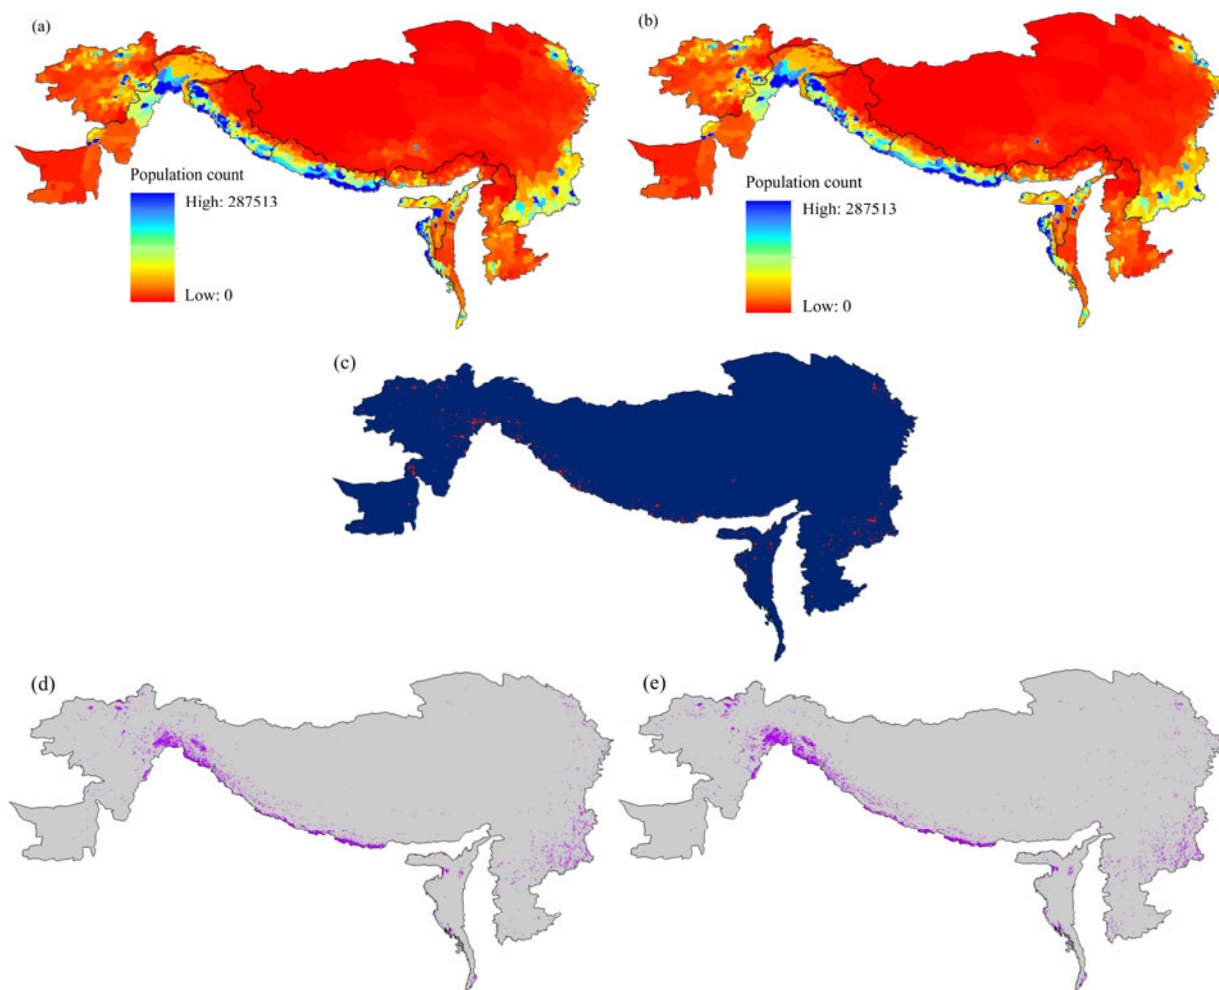 (a)
Population count
High: 287513
Low: 0
(b)
Population count
High: 287513
Low: 0
(c)
(d)
(e)